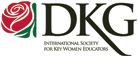 DKG
International Society
for Key Women Educators